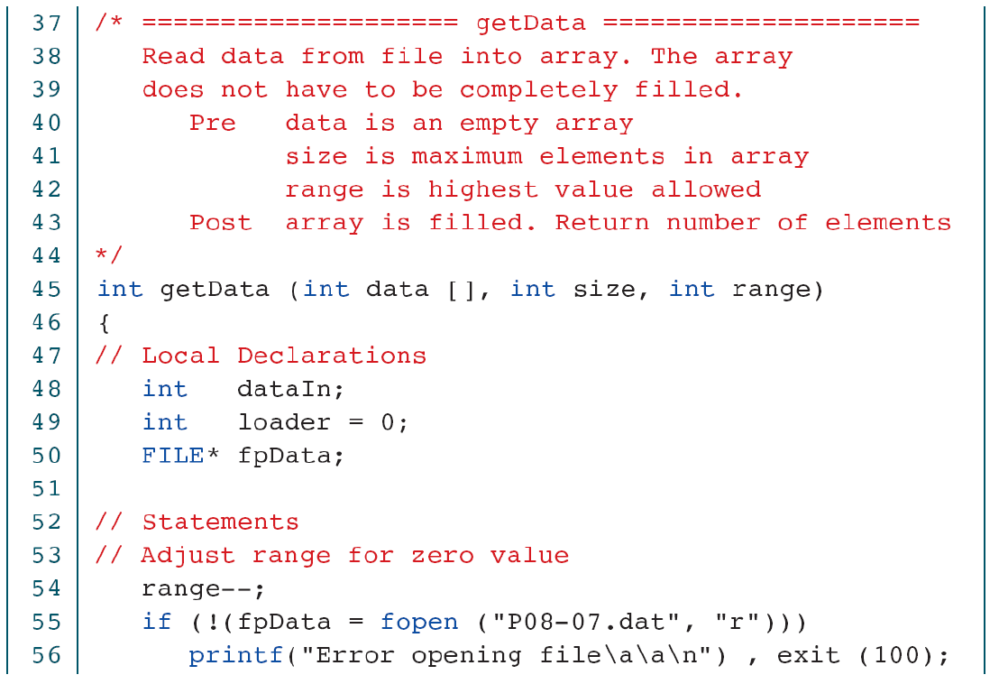 37 /* ==================== getData ====================
38    Read data from file into array. The array
39    does not have to be completely filled.
40       Pre   data is an empty array
41             size is maximum elements in array
42             range is highest value allowed
43       Post  array is filled. Return number of elements
44 */
45 int getData (int data [], int size, int range)
46 {
47 // Local Declarations
48    int   dataIn;
49    int   loader = 0;
50    FILE* fpData;
51
52 // Statements
53 // Adjust range for zero value
54    range--;
55    if (!(fpData = fopen ("P08-07.dat", "r")))
56       printf("Error opening file\a\a\n") , exit (100);